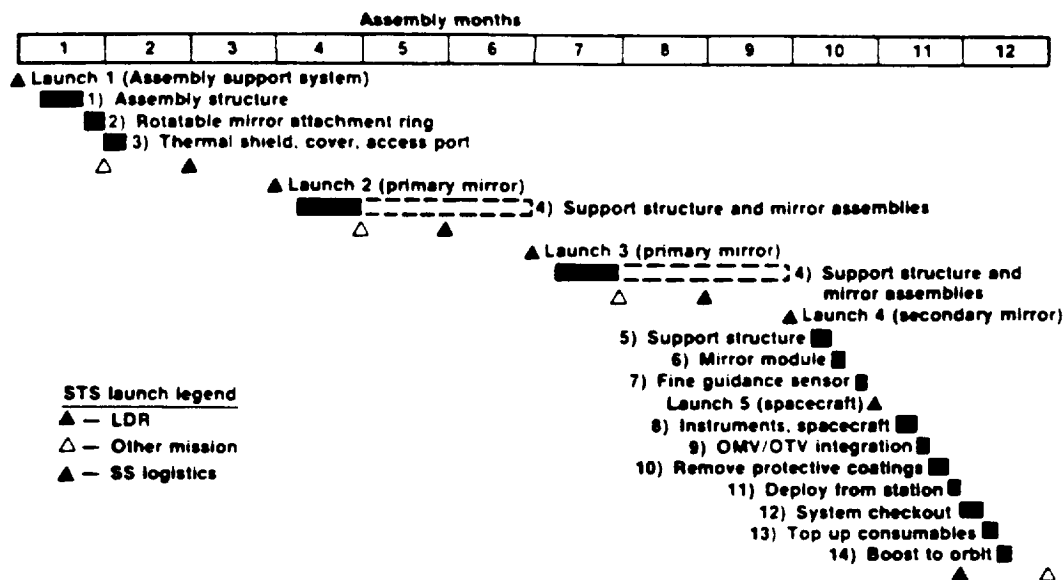 Assembly months
1 2 3 4 5 6 7 8 9 10 11 12
Launch 1 (Assembly support system)
1) Assembly structure
2) Rotatable mirror attachment ring
3) Thermal shield, cover, access port
Launch 2 (primary mirror)
4) Support structure and mirror assemblies
Launch 3 (primary mirror)
4) Support structure and
mirror assemblies
Launch 4 (secondary mirror)
5) Support structure
6) Mirror module
7) Fine guidance sensor
Launch 5 (spacecraft)
8) Instruments, spacecraft
9) OMV/OTV integration
10) Remove protective coatings
11) Deploy from station
12) System checkout
13) Top up consumables
14) Boost to orbit
STS launch legend
▲ — LDR
△ — Other mission
▲ — SS logistics